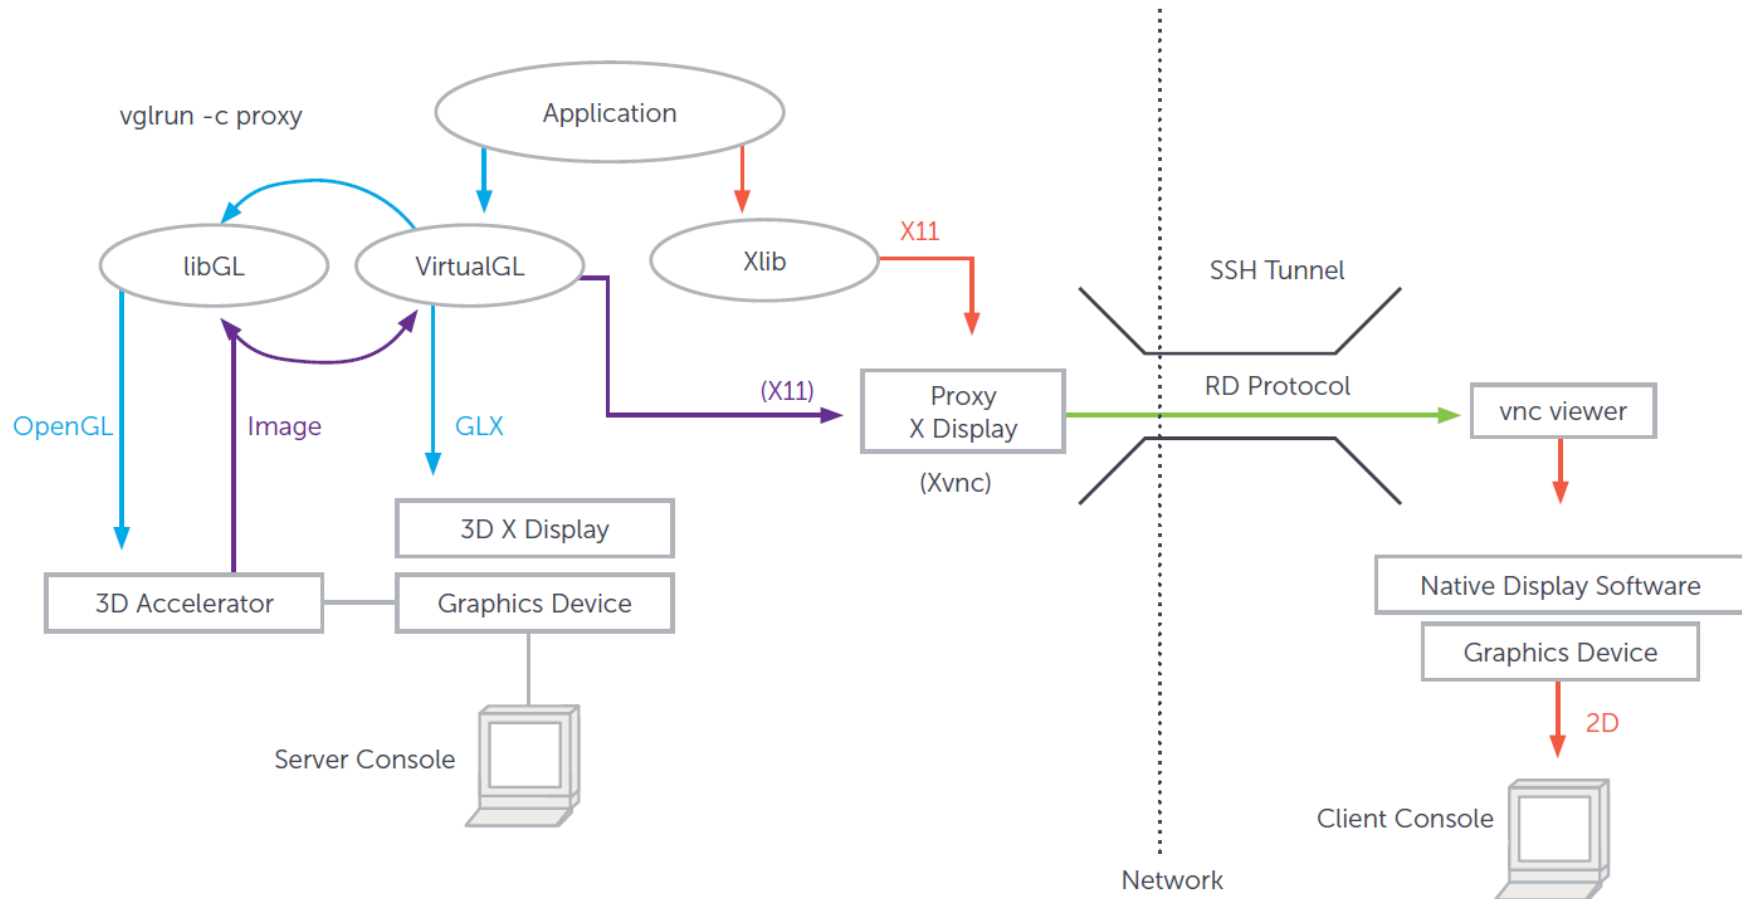 vglrun -c proxy
Application
libGL
VirtualGL
Xlib
X11
SSH Tunnel
OpenGL
Image
GLX
(X11)
Proxy
X Display
(Xvnc)
RD Protocol
vnc viewer
3D X Display
3D Accelerator
Graphics Device
Native Display Software
Graphics Device
2D
Server Console
Client Console
Network